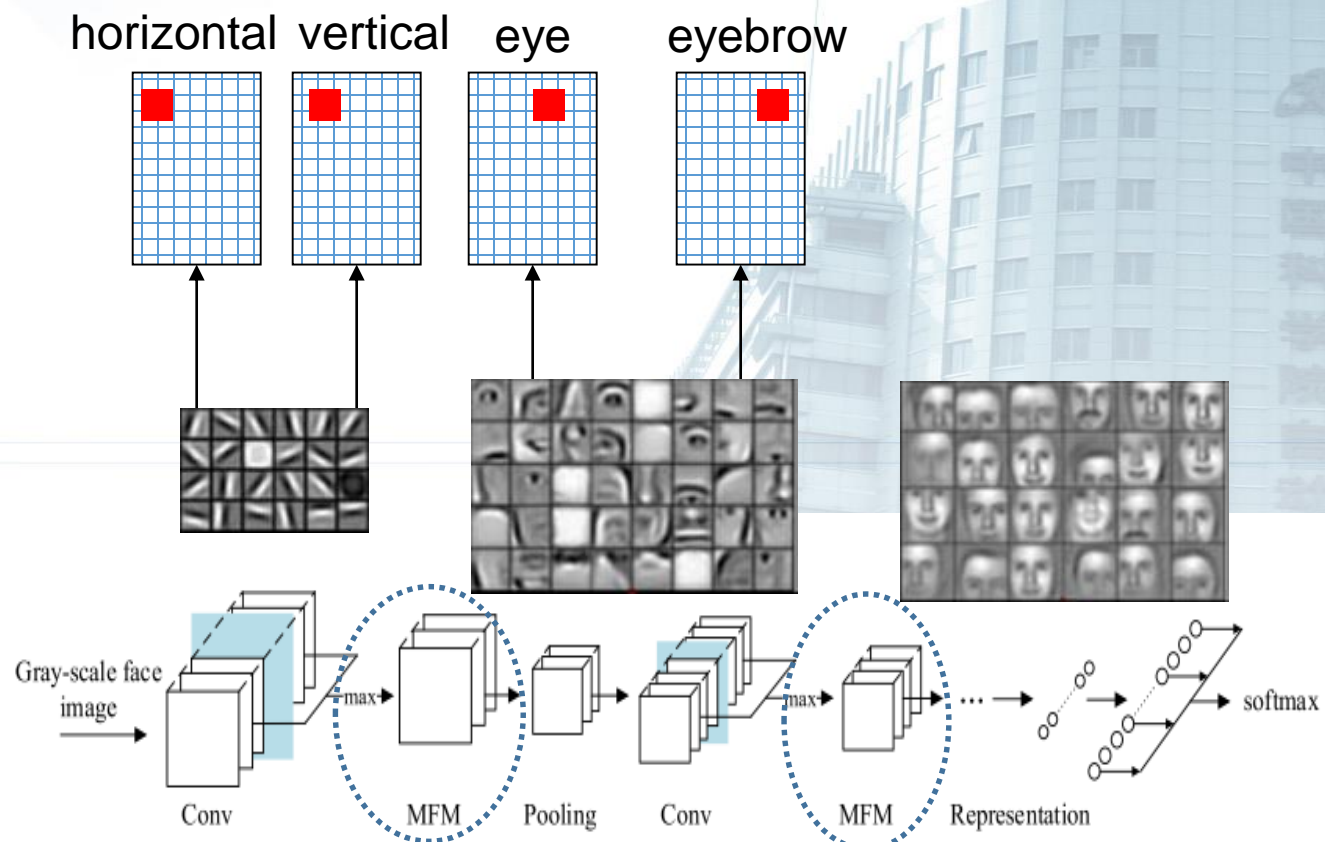 horizontal vertical eye eyebrow
Gray-scale face
image
max
max
...
softmax
Conv MFM Pooling Conv MFM Representation